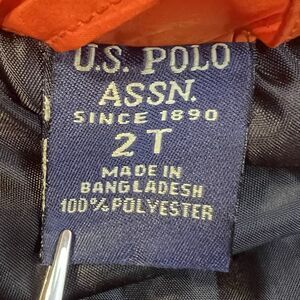 U.S. POLO
ASSN.
SINCE 1890
2T
MADE IN
BANGLADESH
100% POLYESTER